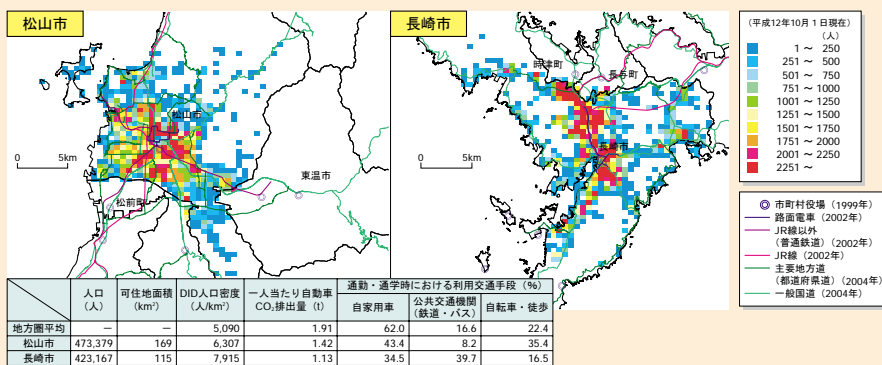 松山市
松山市
東温市
松前町
0 5km
長崎市
時津町
長与町
長崎市
0 5km
（平成12年10月1日現在）
（人）
1 ～ 250
251 ～ 500
501 ～ 750
751 ～ 1000
1001 ～ 1250
1251 ～ 1500
1501 ～ 1750
1751 ～ 2000
2001 ～ 2250
2251 ～
市町村役場（1999年）
路面電車（2002年）
JR線以外
（普通鉄道）（2002年）
JR線（2002年）
主要地方道
（都道府県道）（2004年）
一般国道（2004年）
人口 可住地面積 DID人口密度 一人当たり自動車 通勤・通学時における利用交通手段（%）
（人） （km²） （人/km²） CO₂排出量（t） 自家用車 公共交通機関 自転車・徒歩
（鉄道・バス）
地方圏平均 － － 5,090 1.91 62.0 16.6 22.4
松山市 473,379 169 6,307 1.42 43.4 8.2 35.4
長崎市 423,167 115 7,915 1.13 34.5 39.7 16.5